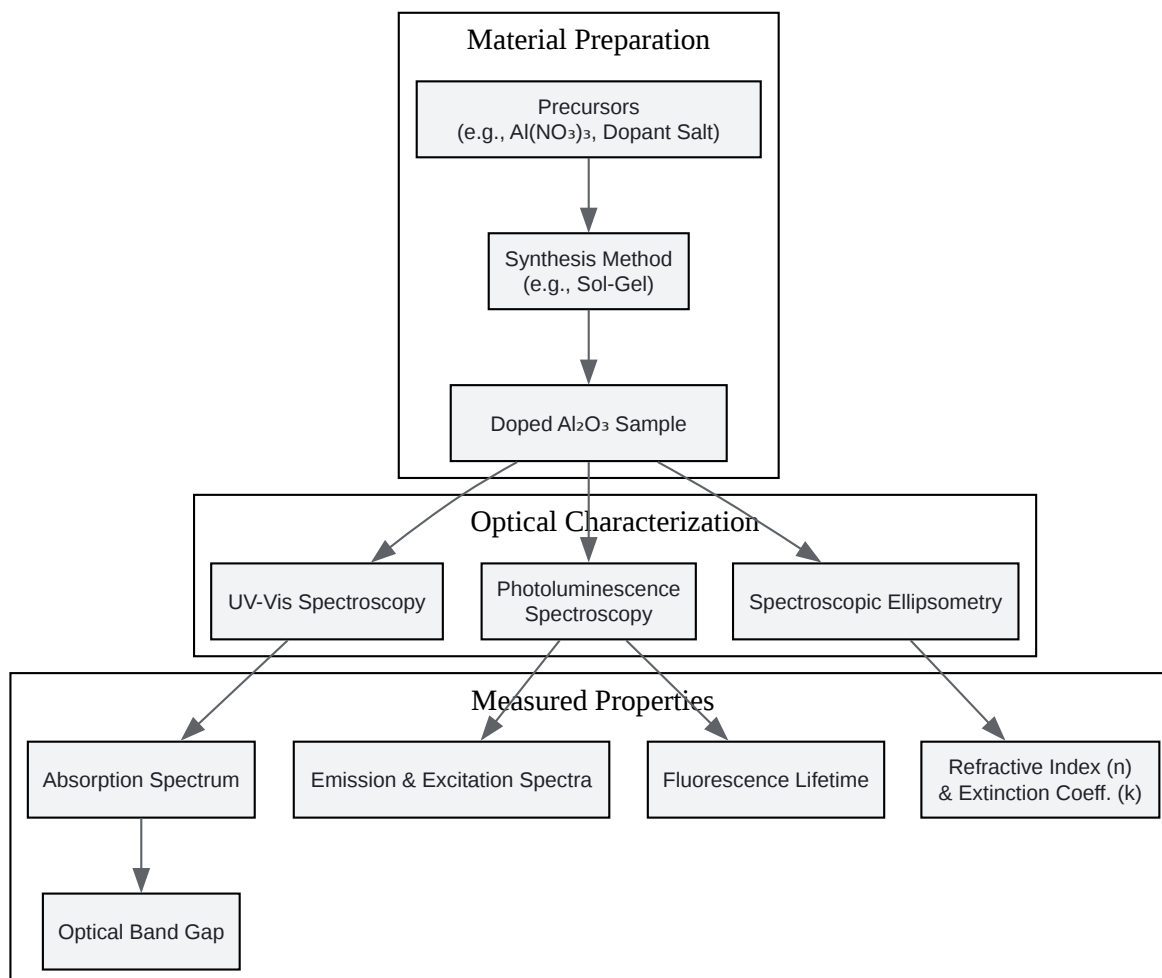 Material Preparation
Precursors
(e.g., Al(NO₃)₃, Dopant Salt)
Synthesis Method
(e.g., Sol-Gel)
Doped Al₂O₃ Sample
Optical Characterization
UV-Vis Spectroscopy
Photoluminescence
Spectroscopy
Spectroscopic Ellipsometry
Measured Properties
Absorption Spectrum
Emission & Excitation Spectra
Fluorescence Lifetime
Refractive Index (n)
& Extinction Coeff. (k)
Optical Band Gap